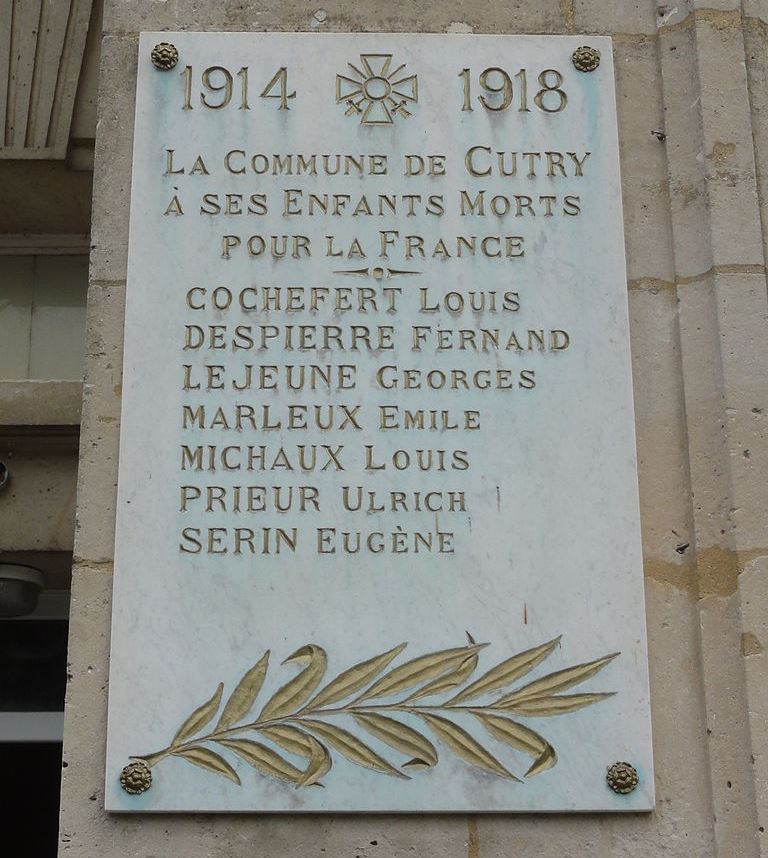 1914 1918
LA COMMUNE DE CUTRY
À SES ENFANTS MORTS
POUR LA FRANCE
COCHEFERT LOUIS
DESPIERRE FERNAND
LEJEUNE GEORGES
MARLEUX EMILE
MICHAUX LOUIS
PRIEUR ULRICH
SERIN EUGÈNE